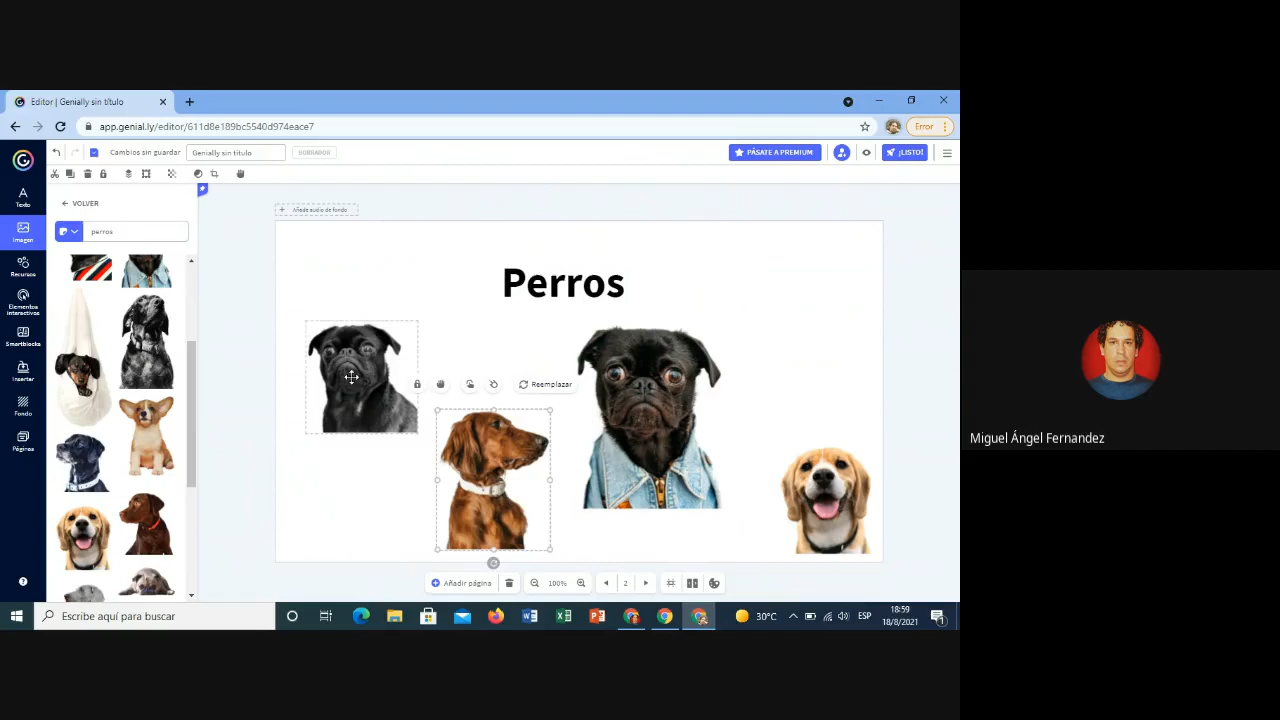 Editor | Genially sin título
app.genial.ly/editor/611d8e189bc5540d974eace7
Error
Cambios sin guardar
Genially sin título
BORRADOR
PÁSATE A PREMIUM
¡LISTO!
Texto
Imagen
Recursos
Elementos interactivos
Smartblocks
Insertar
Fondo
Páginas
VOLVER
perros
Añade audio de fondo
Perros
Reemplazar
Añadir página
100%
2
Miguel Ángel Fernandez
Escribe aquí para buscar
30°C
ESP
18:59
18/8/2021
1